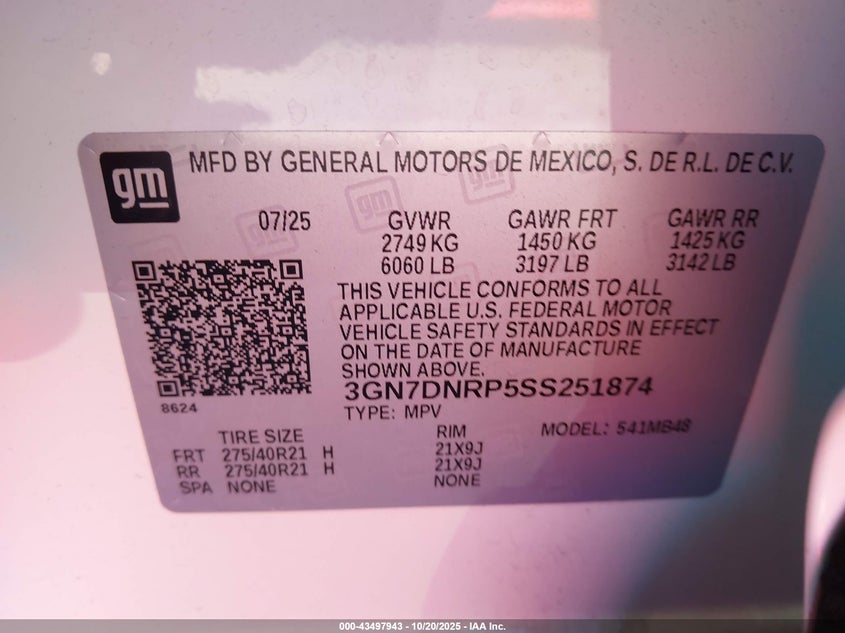 gm
MFD BY GENERAL MOTORS DE MEXICO, S. DE R.L. DE C.V.
07/25 GVWR GAWR FRT GAWR RR
2749 KG 1450 KG 1425 KG
6060 LB 3197 LB 3142 LB
THIS VEHICLE CONFORMS TO ALL
APPLICABLE U.S. FEDERAL MOTOR
VEHICLE SAFETY STANDARDS IN EFFECT
ON THE DATE OF MANUFACTURE
SHOWN ABOVE.
3GN7DNRP5SS251874
8624
TYPE: MPV
TIRE SIZE RIM MODEL: 541MB48
FRT 275/40R21 H 21X9J
RR 275/40R21 H 21X9J
SPA NONE NONE
000-43497943 - 10/20/2025 - IAA Inc.